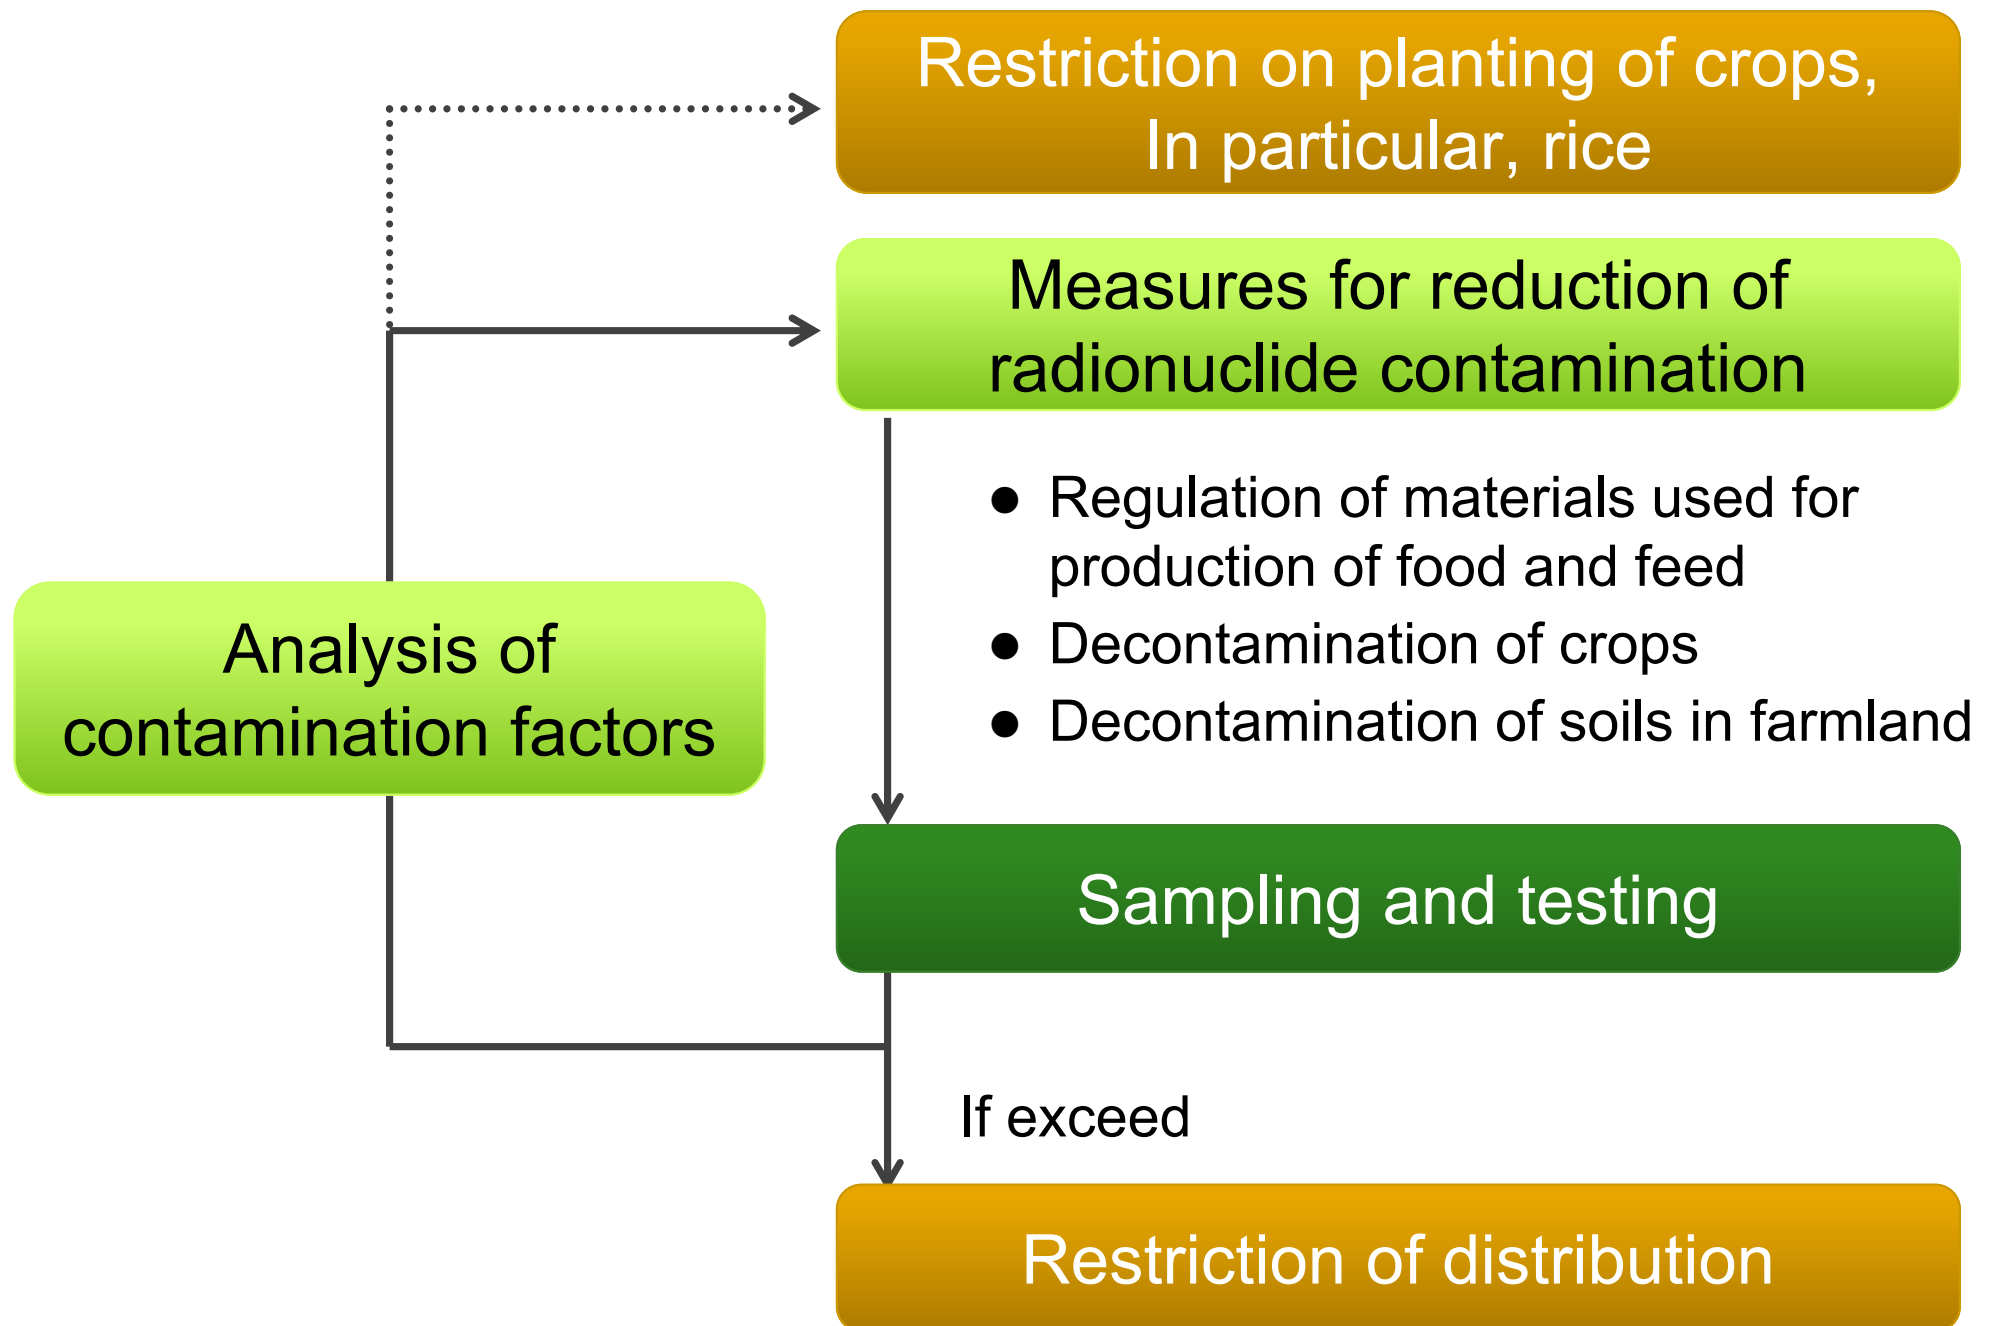 Restriction on planting of crops,
In particular, rice
Measures for reduction of
radionuclide contamination
● Regulation of materials used for
production of food and feed
● Decontamination of crops
● Decontamination of soils in farmland
Analysis of
contamination factors
Sampling and testing
If exceed
Restriction of distribution